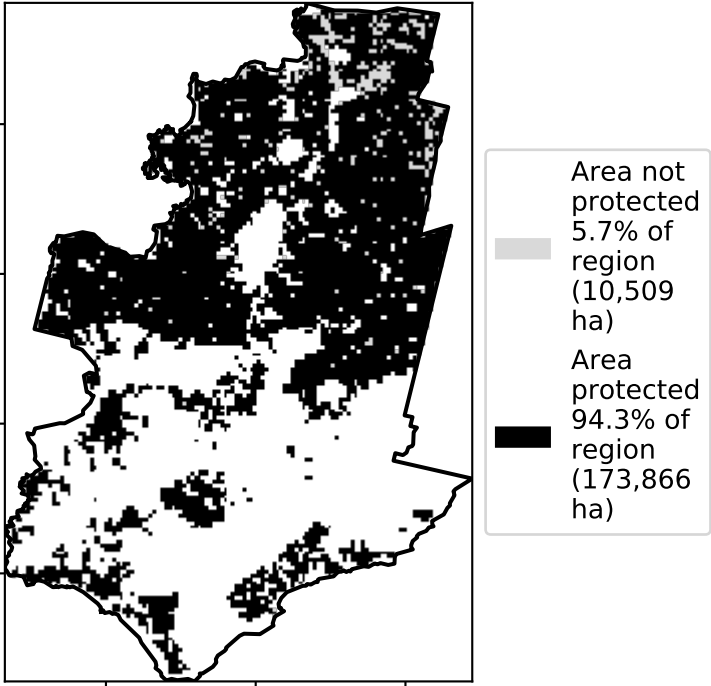 Area not
protected
5.7% of
region
(10,509
ha)
Area
protected
94.3% of
region
(173,866
ha)